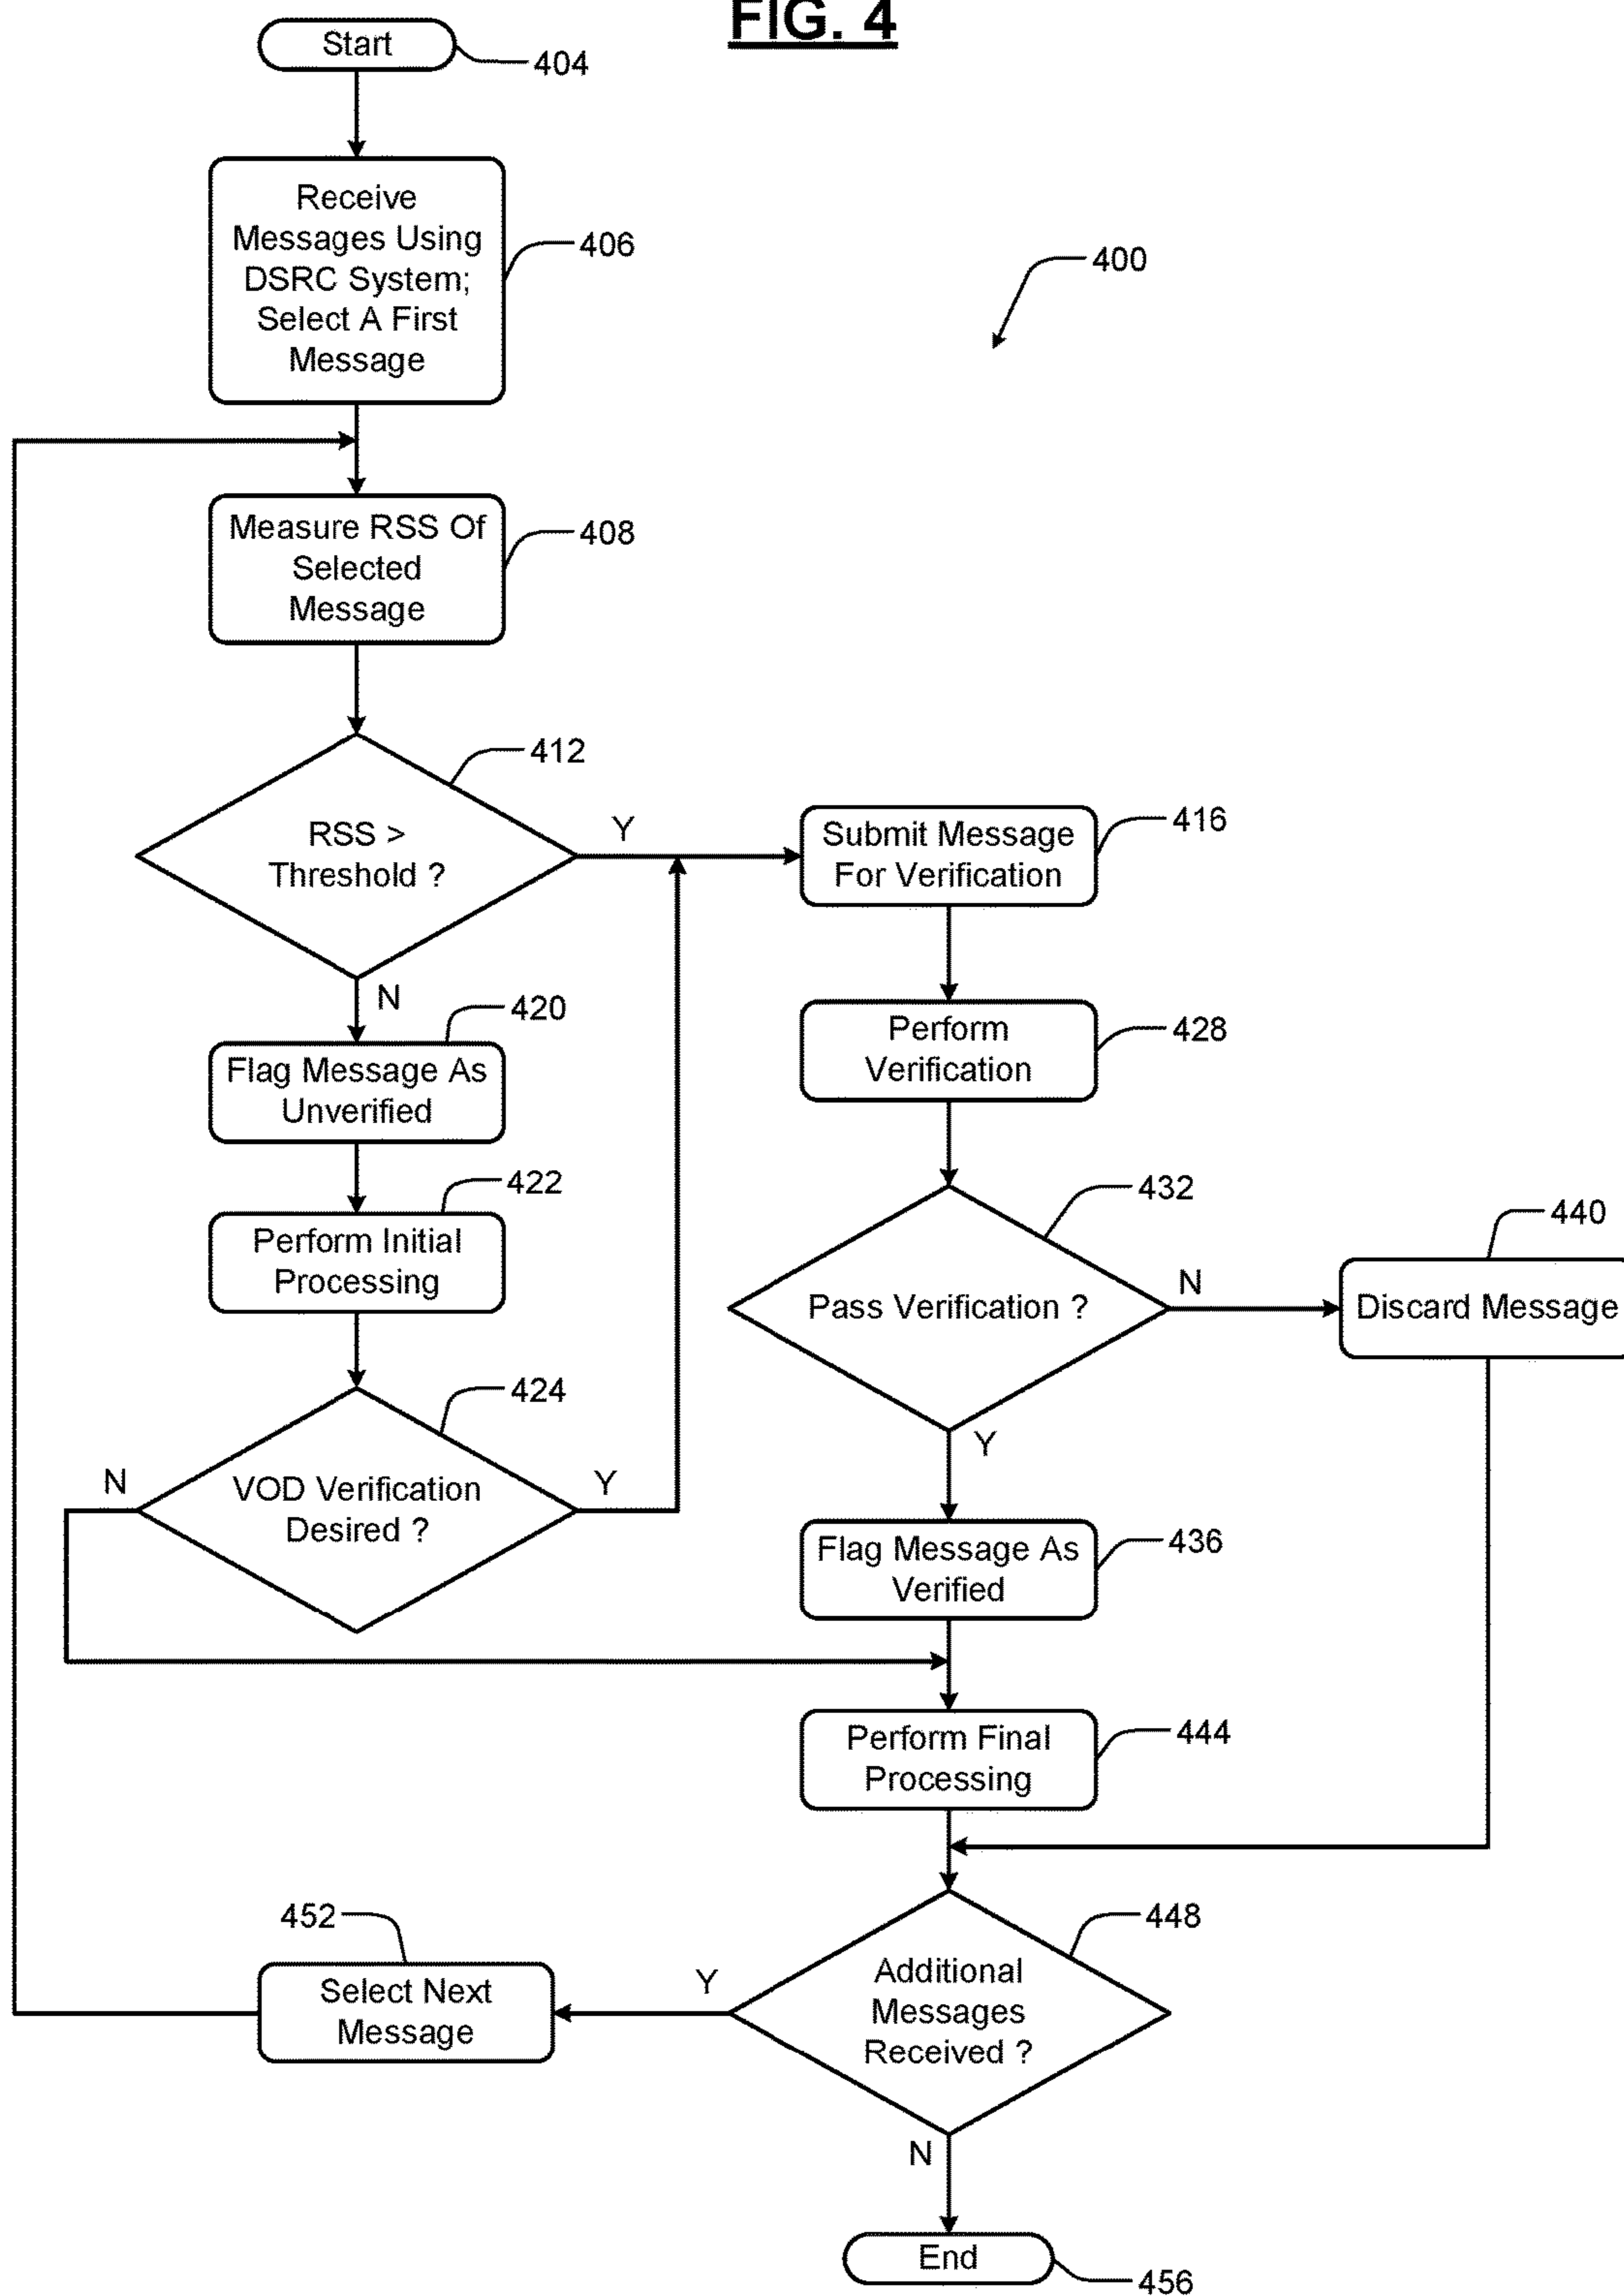 FIG. 4
Start
404
Receive
Messages Using
DSRC System;
Select A First
Message
406
400
Measure RSS Of
Selected
Message
408
412
RSS >
Threshold ?
Y
N
Submit Message
For Verification
416
420
Flag Message As
Unverified
Perform
Verification
428
422
Perform Initial
Processing
432
Pass Verification ?
N
Y
440
Discard Message
424
VOD Verification
Desired ?
N
Y
Flag Message As
Verified
436
Perform Final
Processing
444
448
Additional
Messages
Received ?
Y
N
452
Select Next
Message
End
456